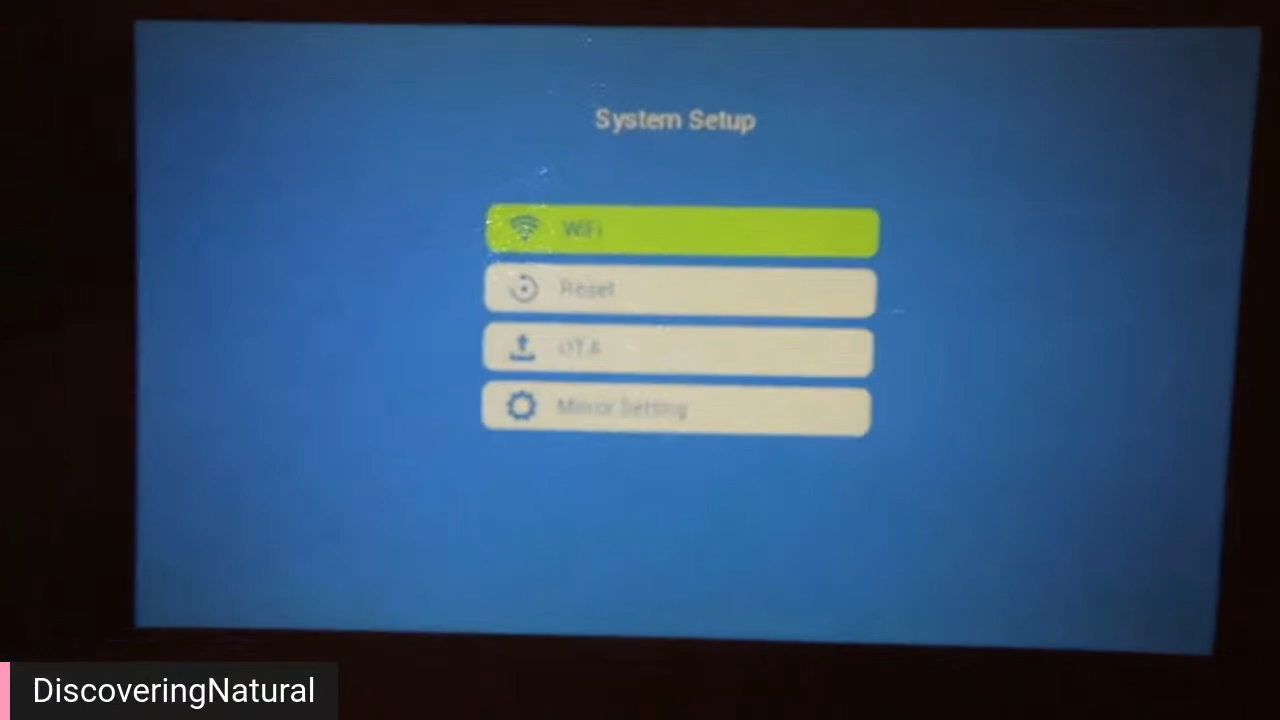 System Setup
WiFi
Reset
OTA
Mirror Setting
DiscoveringNatural